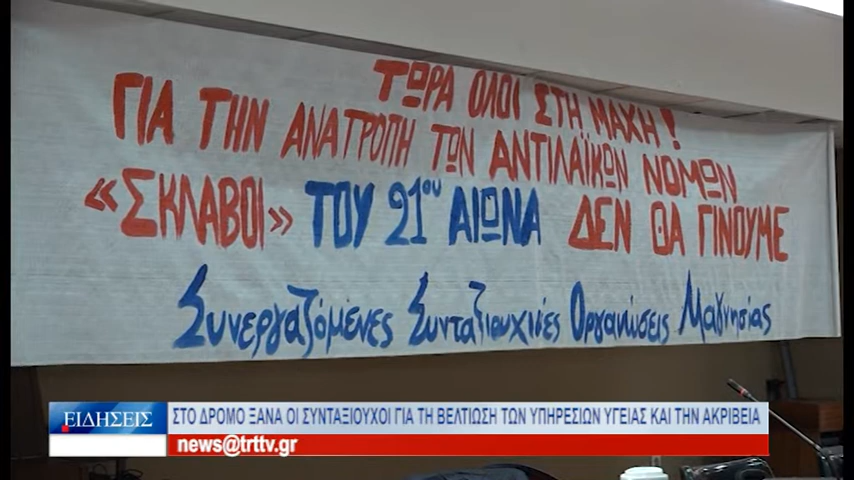 ΤΩΡΑ ΟΛΟΙ ΣΤΗ ΜΑΧΗ!
ΓΙΑ ΤΗΝ ΑΝΑΤΡΟΠΗ ΤΩΝ ΑΝΤΙΛΑΪΚΩΝ ΝΟΜΩΝ
«ΣΚΛΑΒΟΙ» ΤΟΥ 21ου ΑΙΩΝΑ ΔΕΝ ΘΑ ΓΙΝΟΥΜΕ
Συνεργαζόμενες Συνταξιουχικές Οργανώσεις Μαγνησίας
ΕΙΔΗΣΕΙΣ
ΣΤΟ ΔΡΟΜΟ ΞΑΝΑ ΟΙ ΣΥΝΤΑΞΙΟΥΧΟΙ ΓΙΑ ΤΗ ΒΕΛΤΙΩΣΗ ΤΩΝ ΥΠΗΡΕΣΙΩΝ ΥΓΕΙΑΣ ΚΑΙ ΤΗΝ ΑΚΡΙΒΕΙΑ
news@trttv.gr